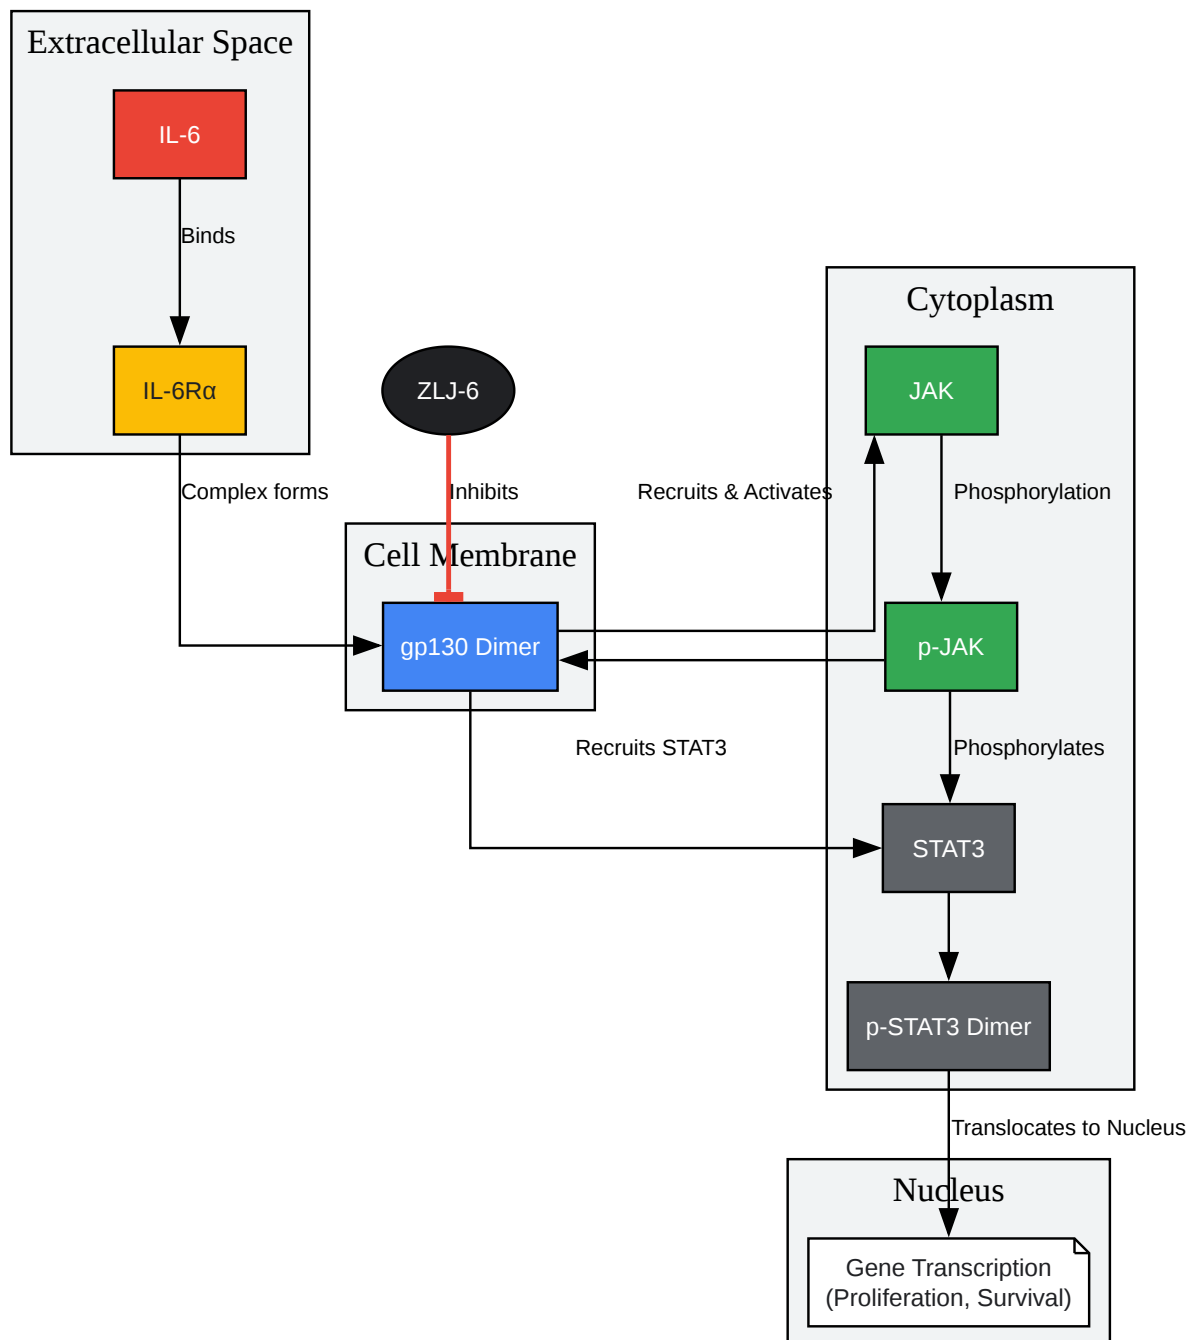 Extracellular Space
IL-6
Binds
IL-6Rα
Complex forms
ZLJ-6
Inhibits
Cell Membrane
gp130 Dimer
Recruits & Activates
Recruits STAT3
Cytoplasm
JAK
Phosphorylation
p-JAK
Phosphorylates
STAT3
p-STAT3 Dimer
Translocates to Nucleus
Nucleus
Gene Transcription
(Proliferation, Survival)